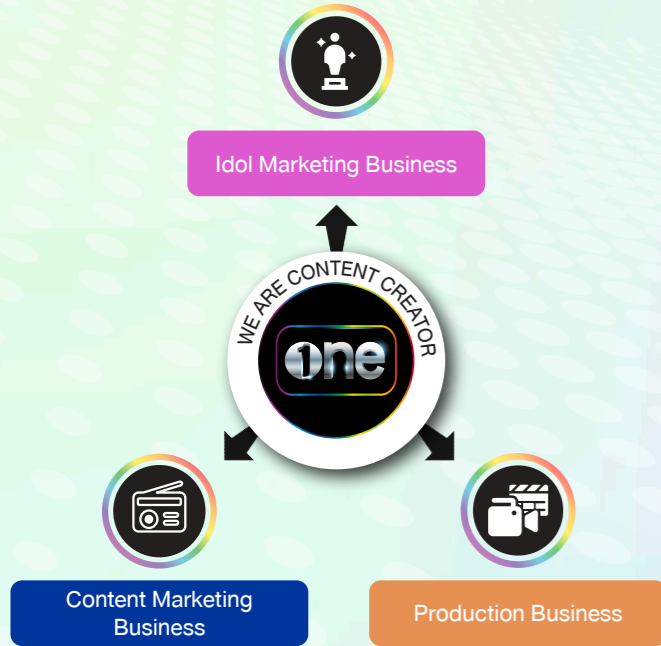 Idol Marketing Business
WE ARE CONTENT CREATOR
one
Content Marketing
Business
Production Business